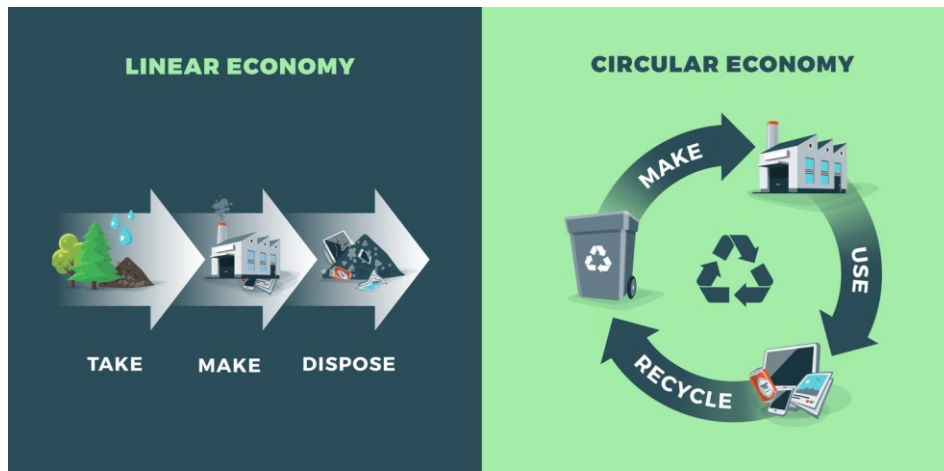 LINEAR ECONOMY
TAKE
MAKE
DISPOSE
CIRCULAR ECONOMY
MAKE
USE
RECYCLE